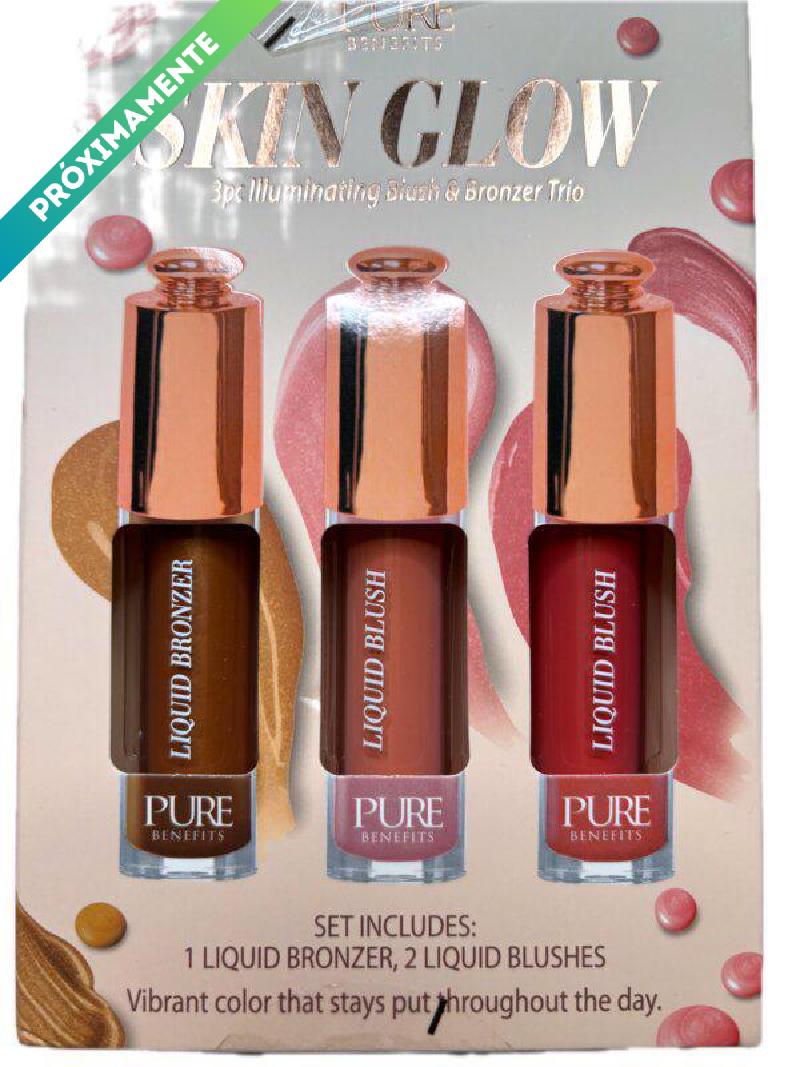 PRÓXIMAMENTE
PURE
BENEFITS
SKIN GLOW
3pc Illuminating Blush & Bronzer Trio
LIQUID BRONZER
LIQUID BLUSH
LIQUID BLUSH
PURE
BENEFITS
PURE
BENEFITS
PURE
BENEFITS
SET INCLUDES:
1 LIQUID BRONZER, 2 LIQUID BLUSHES
Vibrant color that stays put throughout the day.